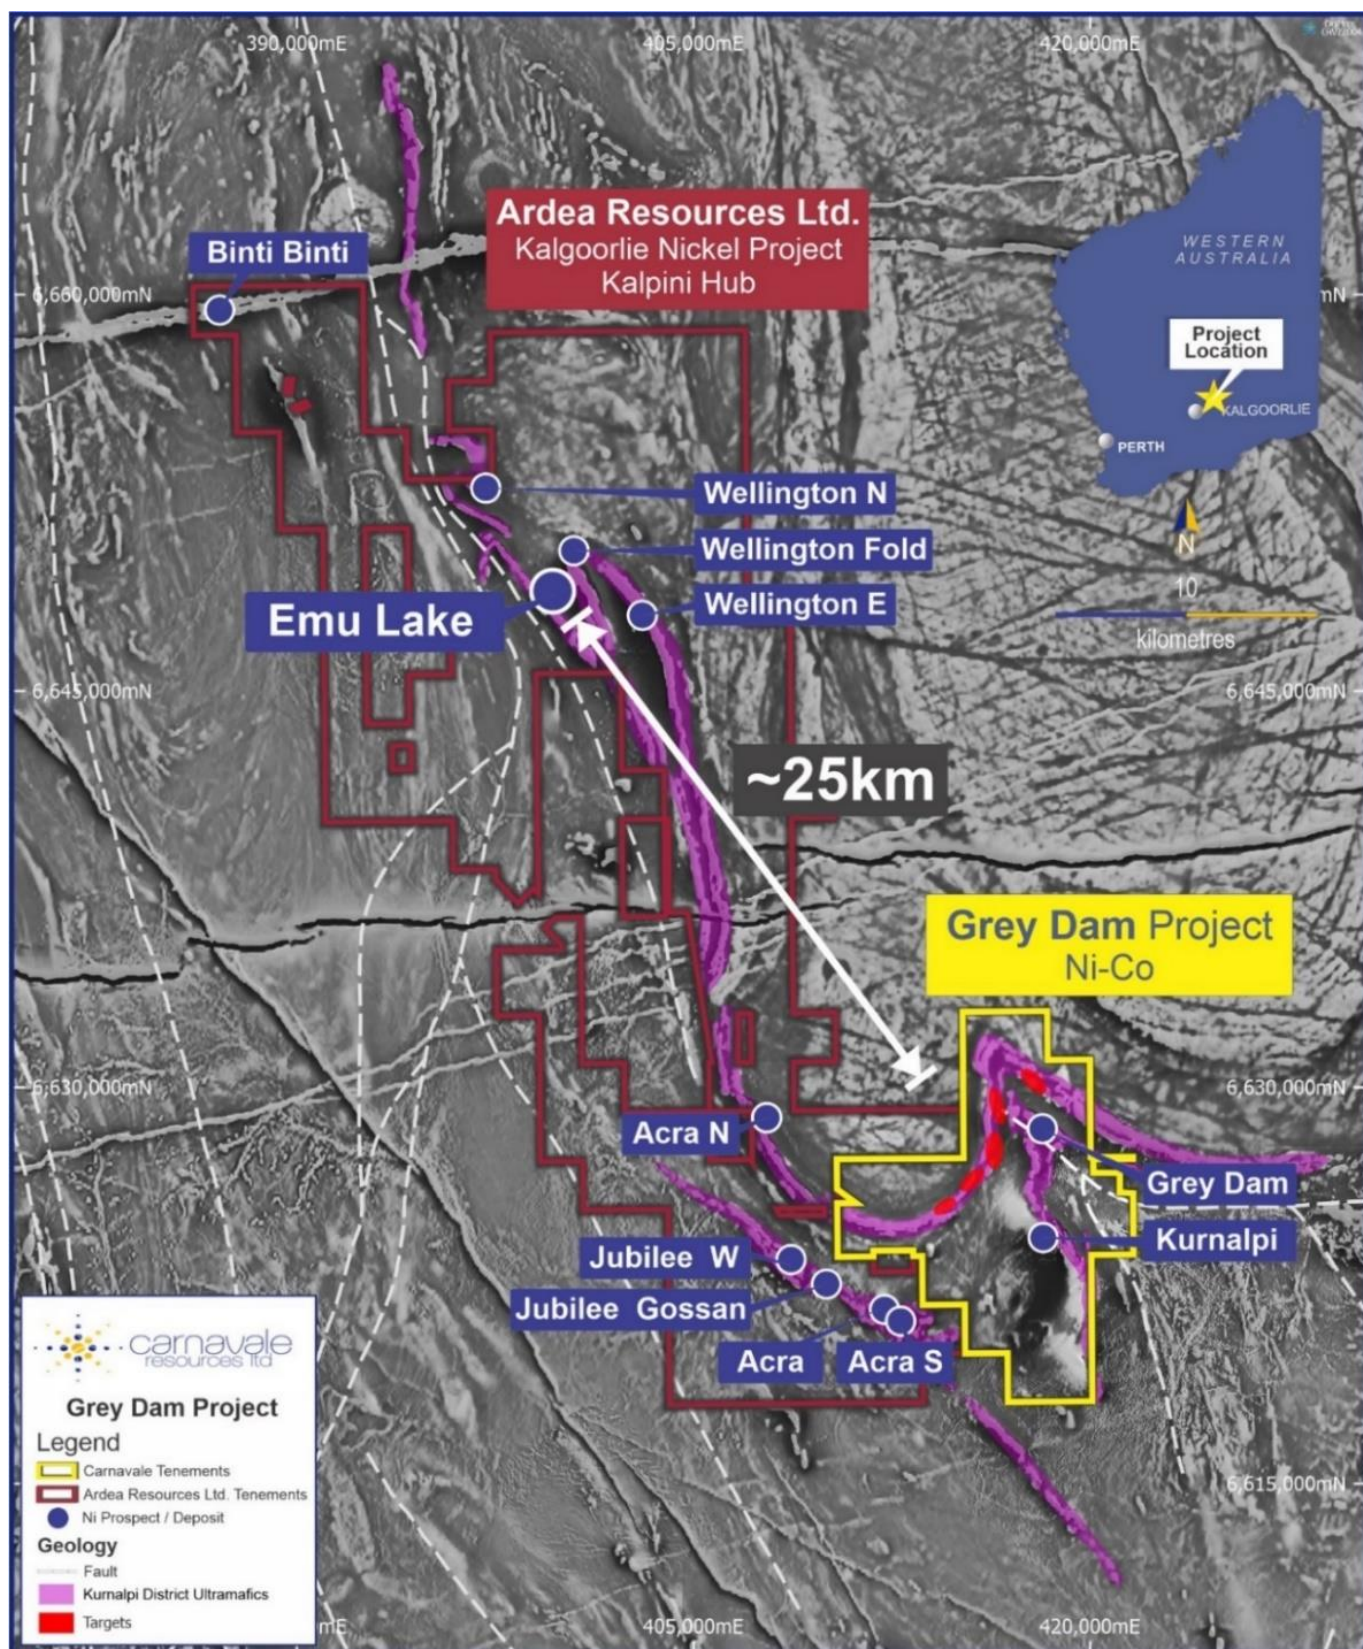 390,000mE
405,000mE
420,000mE
Ardea Resources Ltd.
Kalgoorlie Nickel Project
Kalpini Hub
Binti Binti
6,660,000mN
mN
WESTERN
AUSTRALIA
Project
Location
KALGOORLIE
PERTH
N
10
kilometres
Wellington N
Wellington Fold
Wellington E
Emu Lake
6,645,000mN
6,645,000mN
~25km
Grey Dam Project
Ni-Co
6,630,000mN
6,630,000mN
Acra N
Grey Dam
Kurnalpi
Jubilee W
Jubilee Gossan
Acra
Acra S
carnavale
resources ltd
Grey Dam Project
Legend
Carnavale Tenements
Ardea Resources Ltd. Tenements
Ni Prospect / Deposit
Geology
Fault
Kurnalpi District Ultramafics
Targets
6,615,000mN
mE
405,000mE
420,000mE